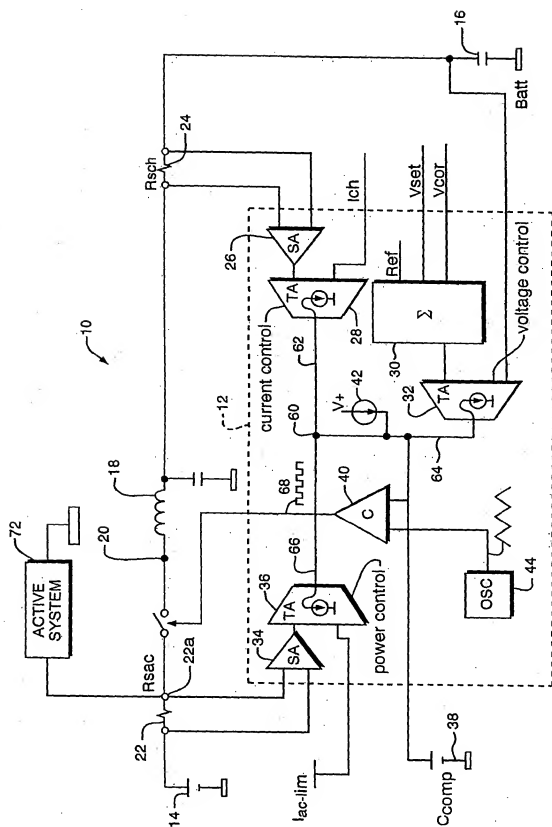 10
72
ACTIVE
SYSTEM
18
20
Rsch
24
Rsac
22a
22
14
16
Batt
12
current control
26
SA
TA
28
Ich
62
60
V+
42
Ref
Vset
Vcor
Σ
30
voltage control
TA
32
64
68
40
C
66
36
TA
34
SA
power control
OSC
44
Iac-lim
Ccomp
38